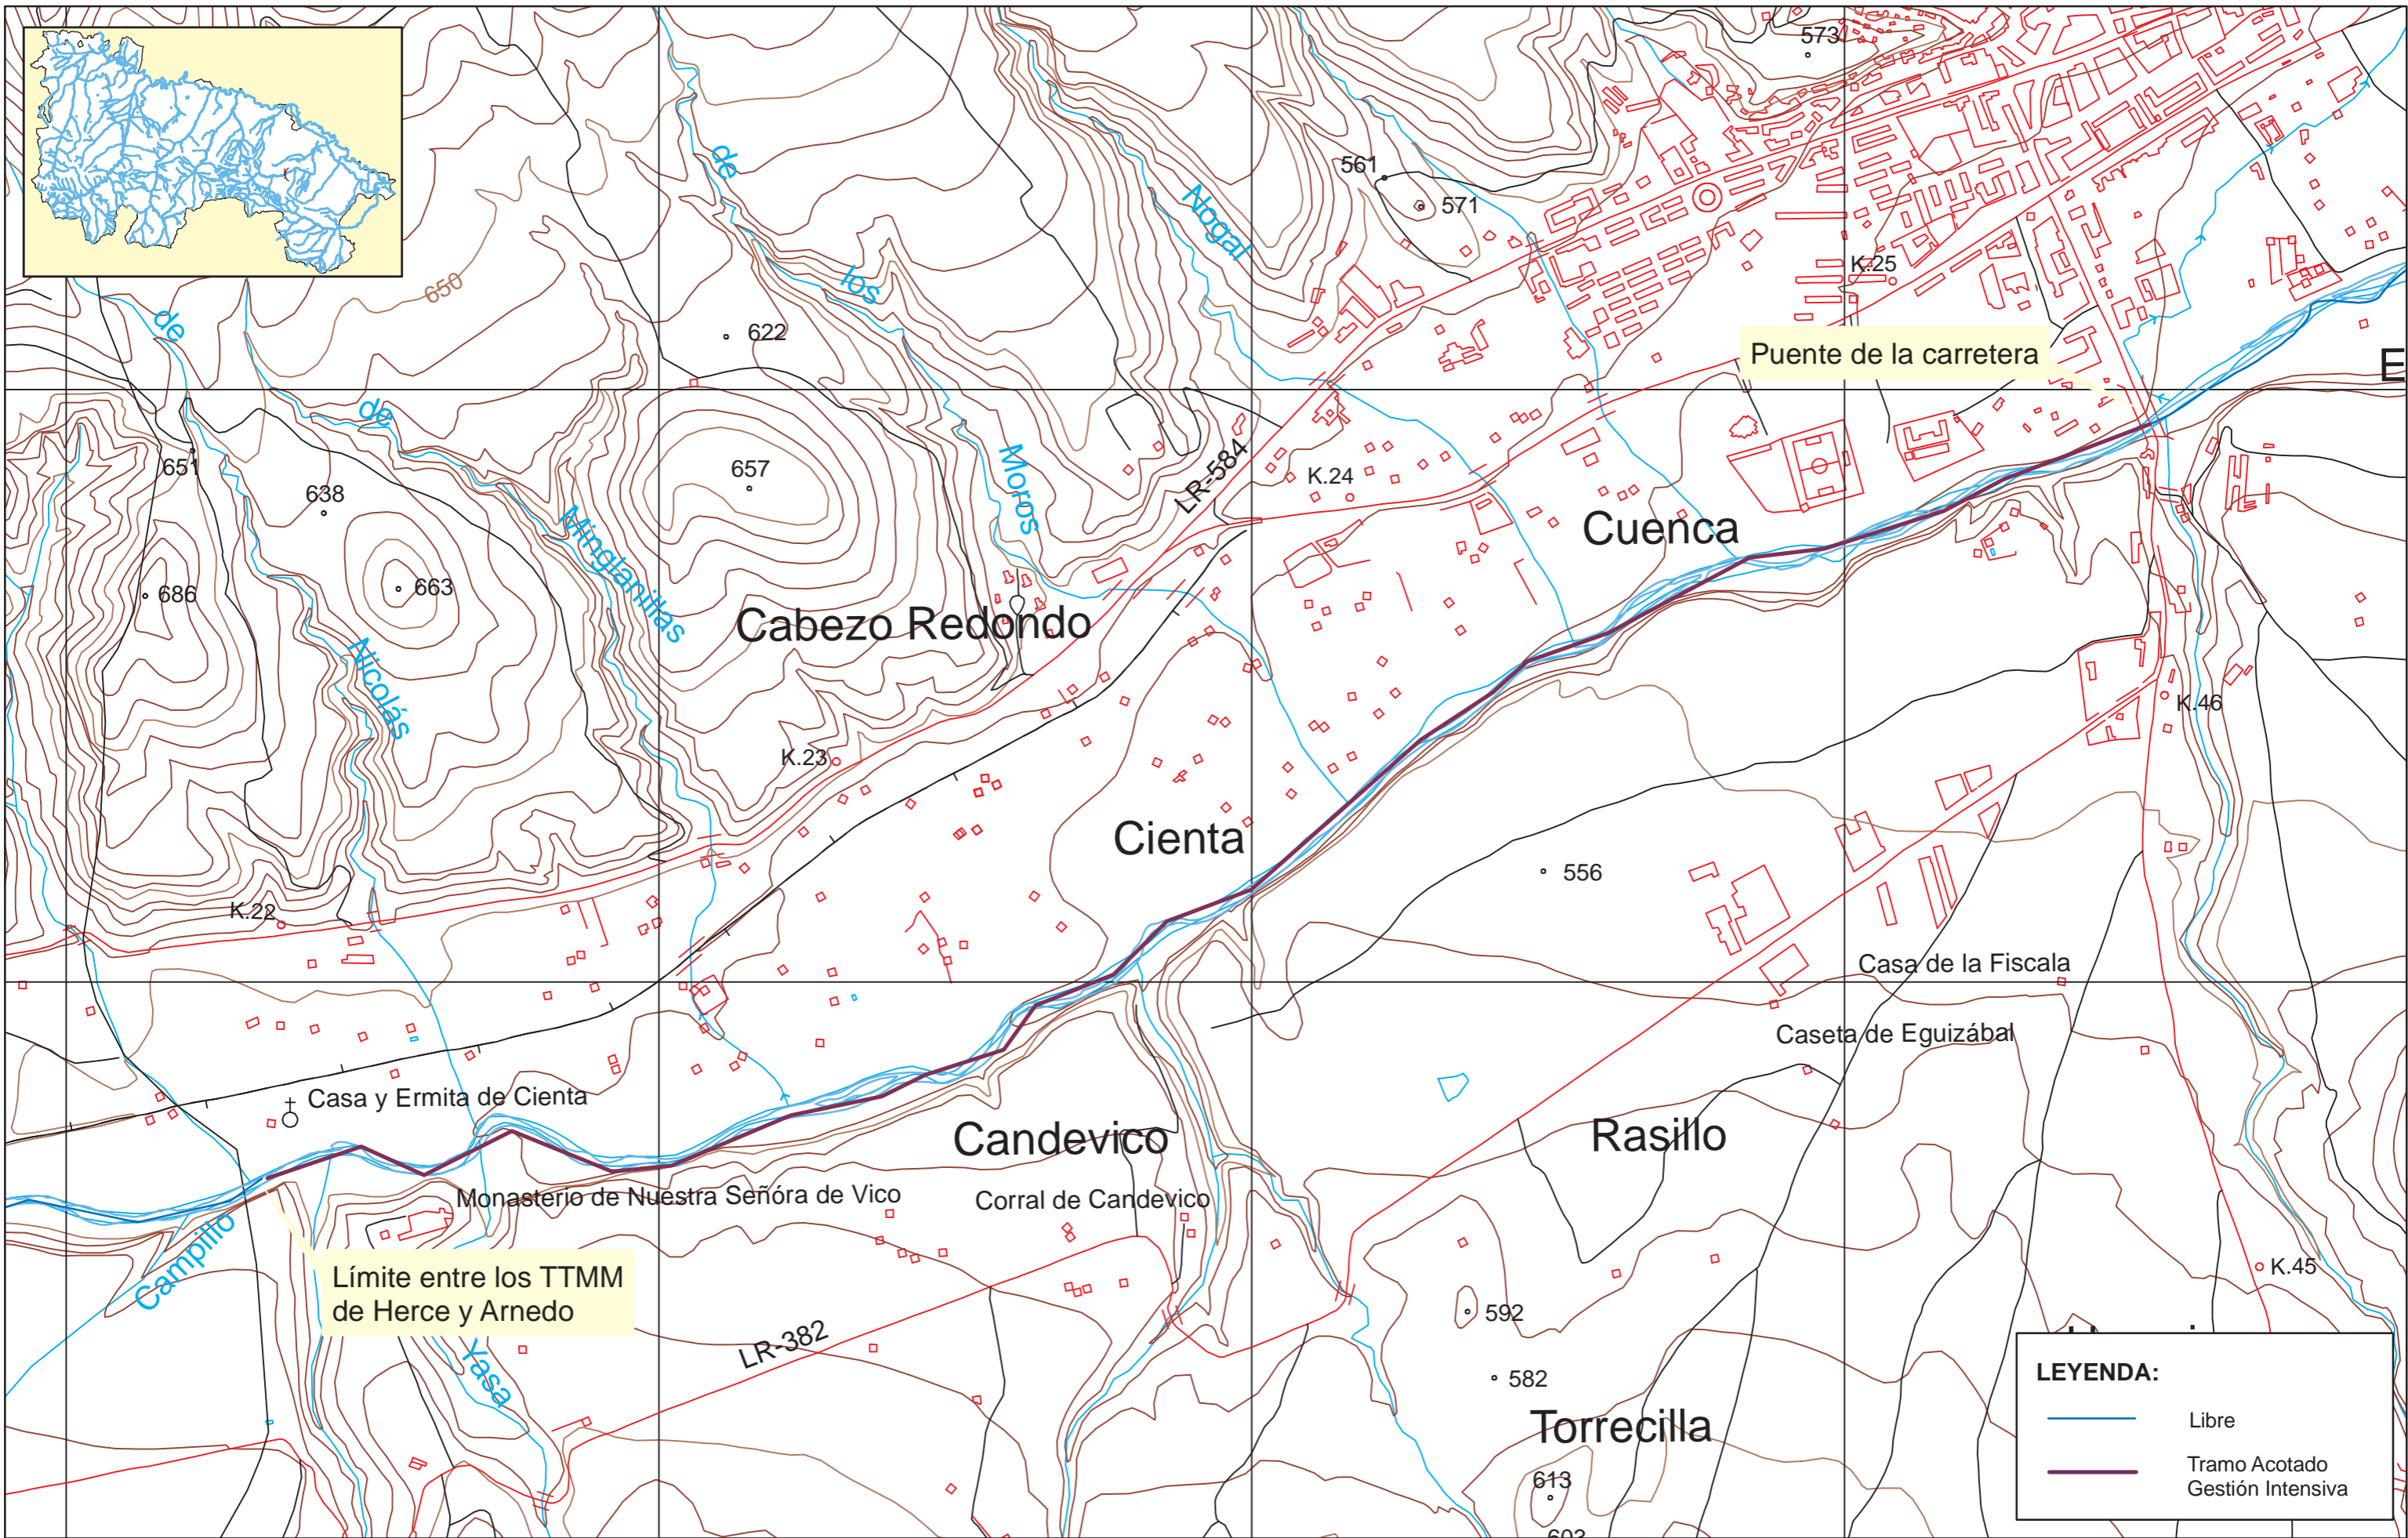 573
de
561
Nogal
571
los
K.25
650
de
622
Puente de la carretera
E
de
651
657
LR-584
K.24
638
Moros
Cuenca
Minglanillas
686
663
Cabezo Redondo
Nicolás
K.46
K.23
Cienta
556
K.22
Casa de la Fiscala
Caseta de Eguizábal
Casa y Ermita de Cienta
Candevico
Rasillo
Monasterio de Nuestra Señóra de Vico
Corral de Candevico
Campillo
Límite entre los TTMM
de Herce y Arnedo
K.45
592
LR-382
Yasa
582
Torrecilla
613
603
LEYENDA:
Libre
Tramo Acotado
Gestión Intensiva